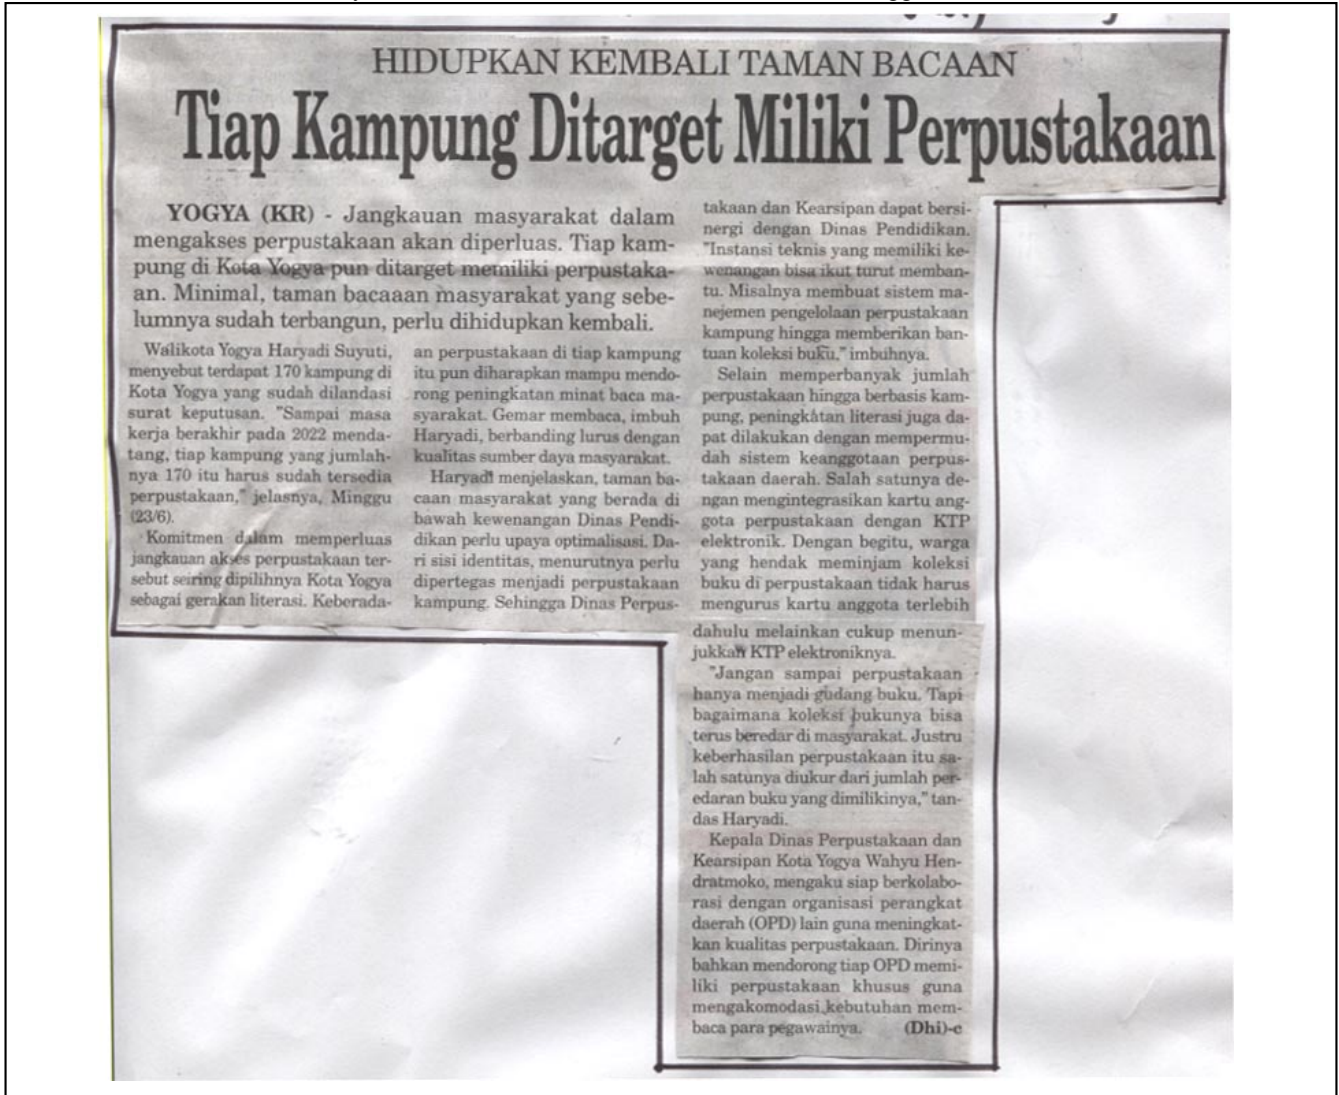 HIDUPKAN KEMBALI TAMAN BACAAN
Tiap Kampung Ditarget Miliki Perpustakaan
YOGYA (KR) - Jangkauan masyarakat dalam
mengakses perpustakaan akan diperluas. Tiap kam-
pung di Kota Yogya pun ditarget memiliki perpustaka-
an. Minimal, taman bacaaan masyarakat yang sebe-
lumnya sudah terbangun, perlu dihidupkan kembali.
Walikota Yogya Haryadi Suyuti,
menyebut terdapat 170 kampung di
Kota Yogya yang sudah dilandasi
surat keputusan. "Sampai masa
kerja berakhir pada 2022 menda-
tang, tiap kampung yang jumlah-
nya 170 itu harus sudah tersedia
perpustakaan," jelasnya, Minggu
(23/6).
Komitmen dalam memperluas
jangkauan akses perpustakaan ter-
sebut seiring dipilihnya Kota Yogya
sebagai gerakan literasi. Keberada-
an perpustakaan di tiap kampung
itu pun diharapkan mampu mendo-
rong peningkatan minat baca ma-
syarakat. Gemar membaca, imbuh
Haryadi, berbanding lurus dengan
kualitas sumber daya masyarakat.
Haryadi menjelaskan, taman ba-
caan masyarakat yang berada di
bawah kewenangan Dinas Pendi-
dikan perlu upaya optimalisasi. Da-
ri sisi identitas, menurutnya perlu
dipertegas menjadi perpustakaan
kampung. Sehingga Dinas Perpus-
takaan dan Kearsipan dapat bersi-
nergi dengan Dinas Pendidikan.
"Instansi teknis yang memiliki ke-
wenangan bisa ikut turut memban-
tu. Misalnya membuat sistem ma-
nejemen pengelolaan perpustakaan
kampung hingga memberikan ban-
tuan koleksi buku," imbuhnya.
Selain memperbanyak jumlah
perpustakaan hingga berbasis kam-
pung, peningkatan literasi juga da-
pat dilakukan dengan mempermu-
dah sistem keanggotaan perpus-
takaan daerah. Salah satunya de-
ngan mengintegrasikan kartu ang-
gota perpustakaan dengan KTP
elektronik. Dengan begitu, warga
yang hendak meminjam koleksi
buku di perpustakaan tidak harus
mengurus kartu anggota terlebih
dahulu melainkan cukup menun-
jukkan KTP elektroniknya.
"Jangan sampai perpustakaan
hanya menjadi gudang buku. Tapi
bagaimana koleksi bukunya bisa
terus beredar di masyarakat. Justru
keberhasilan perpustakaan itu sa-
lah satunya diukur dari jumlah per-
edaran buku yang dimilikinya," tan-
das Haryadi.
Kepala Dinas Perpustakaan dan
Kearsipan Kota Yogya Wahyu Hen-
dratmoko, mengaku siap berkolabo-
rasi dengan organisasi perangkat
daerah (OPD) lain guna meningkat-
kan kualitas perpustakaan. Dirinya
bahkan mendorong tiap OPD memi-
liki perpustakaan khusus guna
mengakomodasi kebutuhan mem-
baca para pegawainya. (Dhi)-c